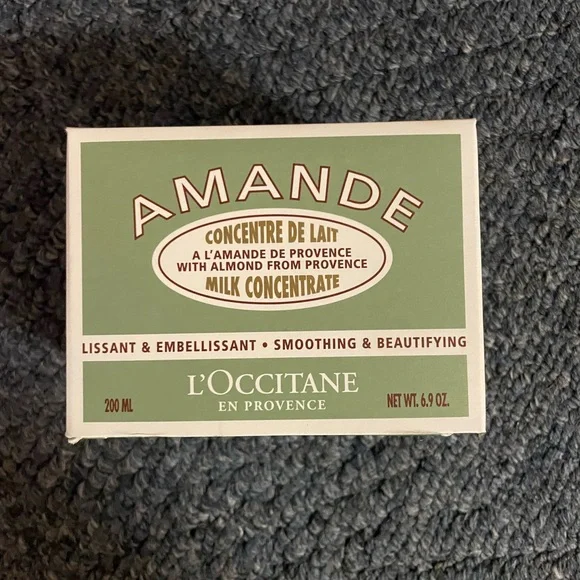 AMANDE
CONCENTRE DE LAIT
A L'AMANDE DE PROVENCE
WITH ALMOND FROM PROVENCE
MILK CONCENTRATE
LISSANT & EMBELLISSANT • SMOOTHING & BEAUTIFYING
L'OCCITANE
EN PROVENCE
200 ML
NET WT. 6.9 OZ.